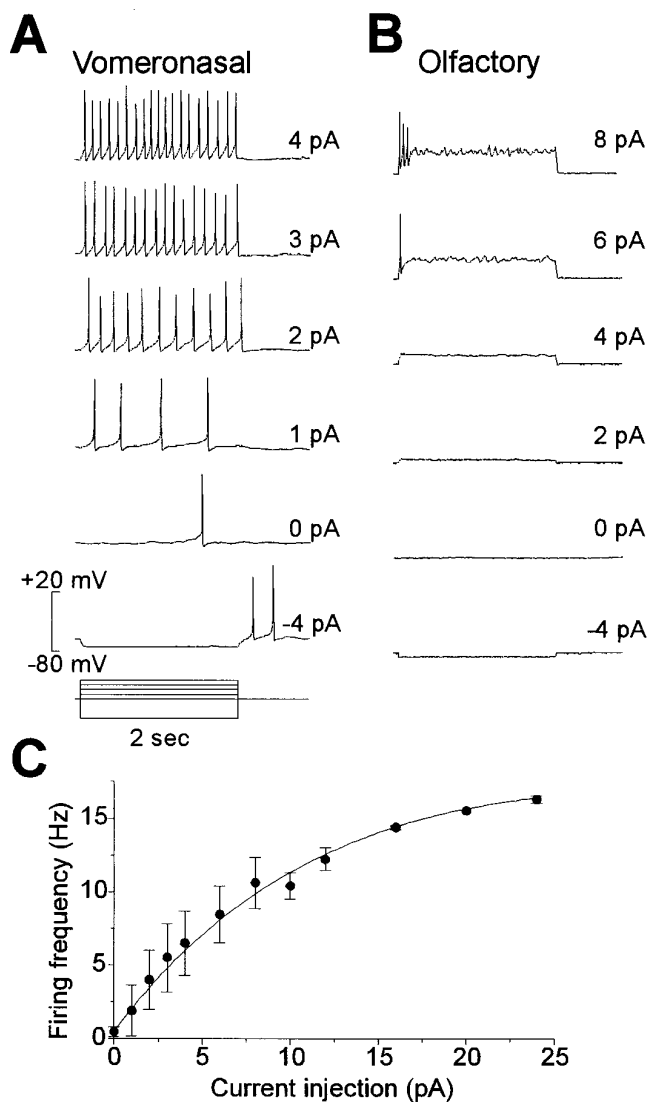 A
Vomeronasal
4 pA
3 pA
2 pA
1 pA
0 pA
+20 mV
-4 pA
-80 mV
2 sec
B
Olfactory
8 pA
6 pA
4 pA
2 pA
0 pA
-4 pA
C
Firing frequency (Hz)
15
10
5
0
0
5
10
15
20
25
Current injection (pA)